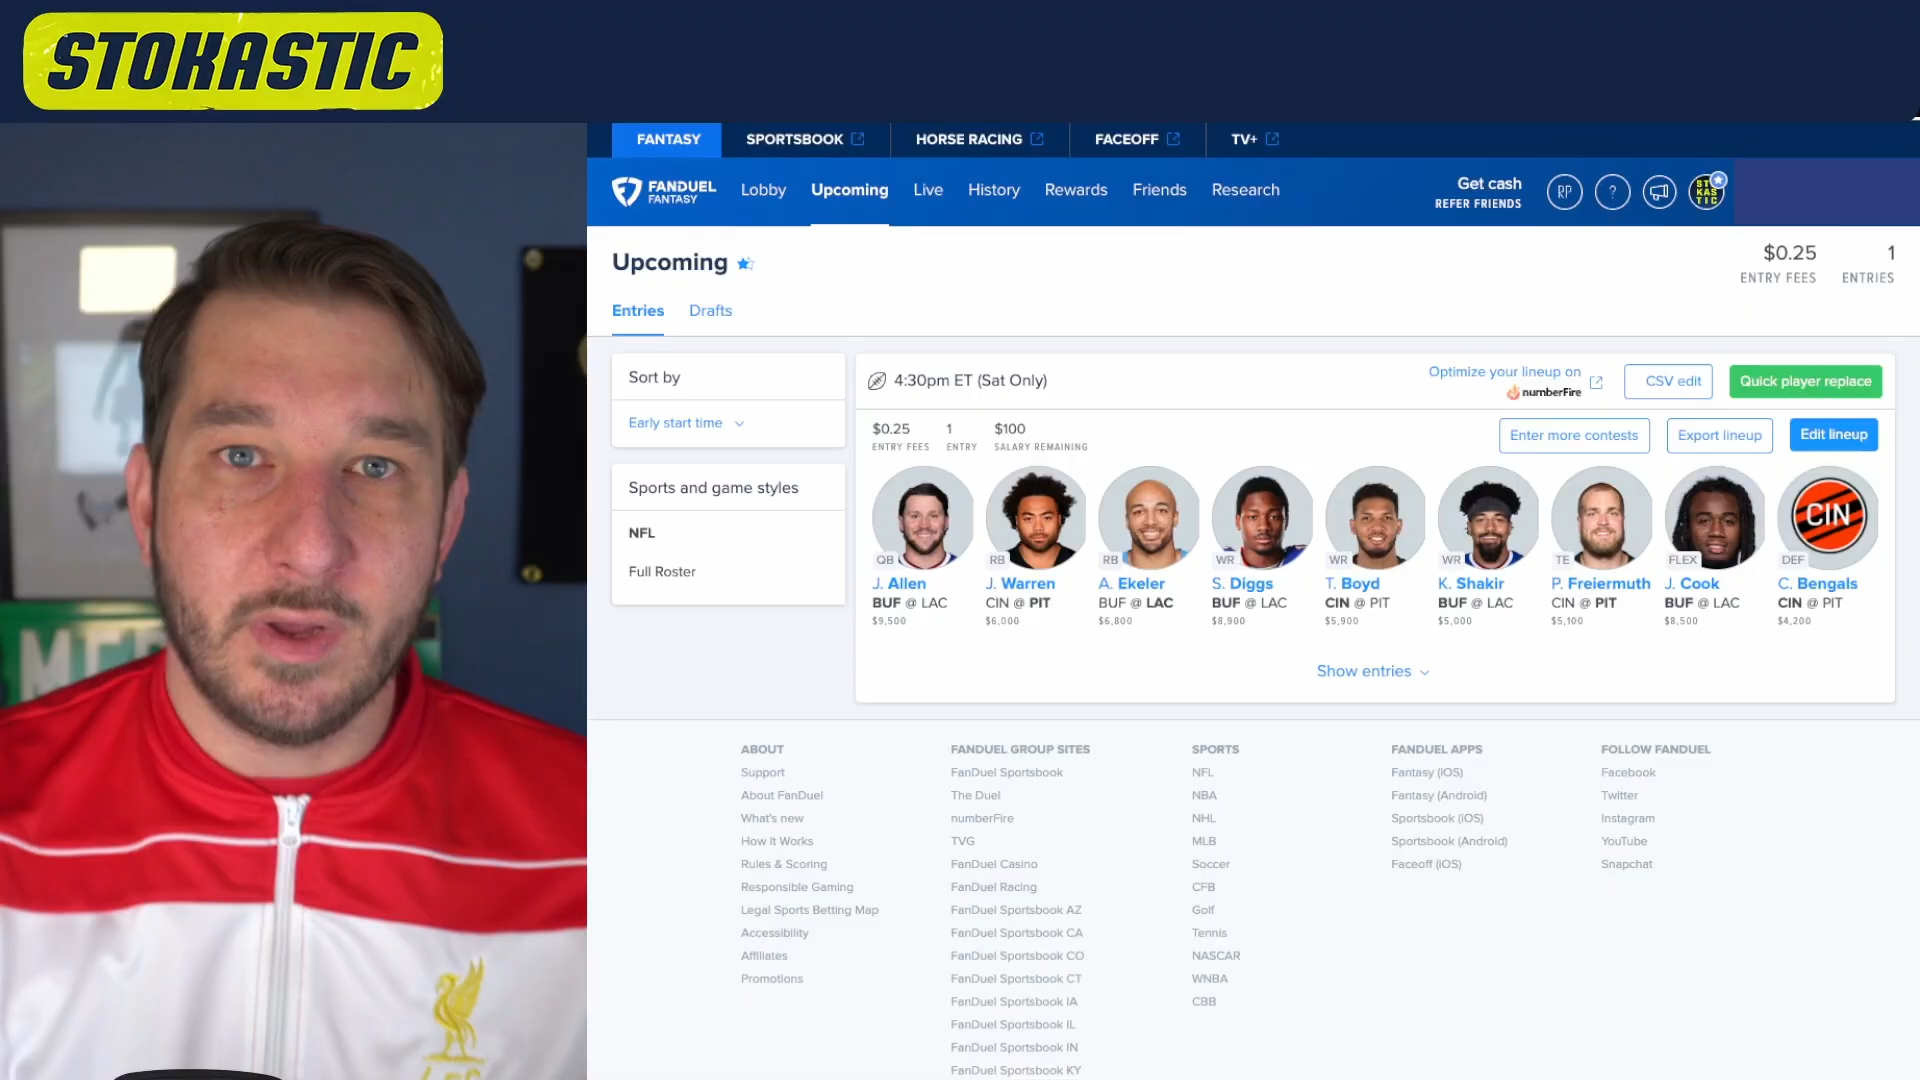 STOKASTIC
FANTASY
SPORTSBOOK
HORSE RACING
FACEOFF
TV+
FANDUEL
FANTASY
Lobby
Upcoming
Live
History
Rewards
Friends
Research
Get cash
REFER FRIENDS
RP
?
ST
KAS
TIC
Upcoming
$0.25
ENTRY FEES
1
ENTRIES
Entries
Drafts
Sort by
Early start time
Sports and game styles
NFL
Full Roster
4:30pm ET (Sat Only)
Optimize your lineup on
numberFire
CSV edit
Quick player replace
$0.25
ENTRY FEES
1
ENTRY
$100
SALARY REMAINING
Enter more contests
Export lineup
Edit lineup
QB
J. Allen
BUF @ LAC
$9,500
RB
J. Warren
CIN @ PIT
$6,000
RB
A. Ekeler
BUF @ LAC
$6,800
WR
S. Diggs
BUF @ LAC
$8,900
WR
T. Boyd
CIN @ PIT
$5,900
WR
K. Shakir
BUF @ LAC
$5,000
TE
P. Freiermuth
CIN @ PIT
$5,100
FLEX
J. Cook
BUF @ LAC
$8,500
CIN
DEF
C. Bengals
CIN @ PIT
$4,200
Show entries
ABOUT
Support
About FanDuel
What's new
How It Works
Rules & Scoring
Responsible Gaming
Legal Sports Betting Map
Accessibility
Affiliates
Promotions
FANDUEL GROUP SITES
FanDuel Sportsbook
The Duel
numberFire
TVG
FanDuel Casino
FanDuel Racing
FanDuel Sportsbook AZ
FanDuel Sportsbook CA
FanDuel Sportsbook CO
FanDuel Sportsbook CT
FanDuel Sportsbook IA
FanDuel Sportsbook IL
FanDuel Sportsbook IN
FanDuel Sportsbook KY
SPORTS
NFL
NBA
NHL
MLB
Soccer
CFB
Golf
Tennis
NASCAR
WNBA
CBB
FANDUEL APPS
Fantasy (iOS)
Fantasy (Android)
Sportsbook (iOS)
Sportsbook (Android)
Faceoff (iOS)
FOLLOW FANDUEL
Facebook
Twitter
Instagram
YouTube
Snapchat